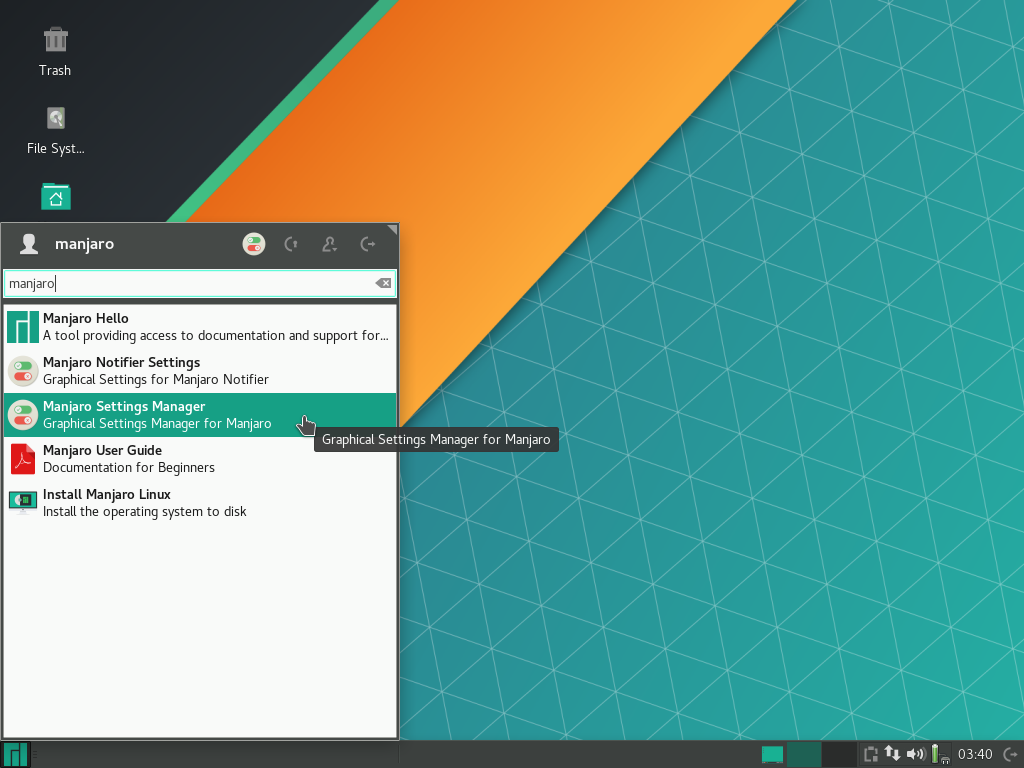 Trash
File Syst...
manjaro
manjaro
Manjaro Hello
A tool providing access to documentation and support for...
Manjaro Notifier Settings
Graphical Settings for Manjaro Notifier
Manjaro Settings Manager
Graphical Settings Manager for Manjaro
Graphical Settings Manager for Manjaro
Manjaro User Guide
Documentation for Beginners
Install Manjaro Linux
Install the operating system to disk
03:40